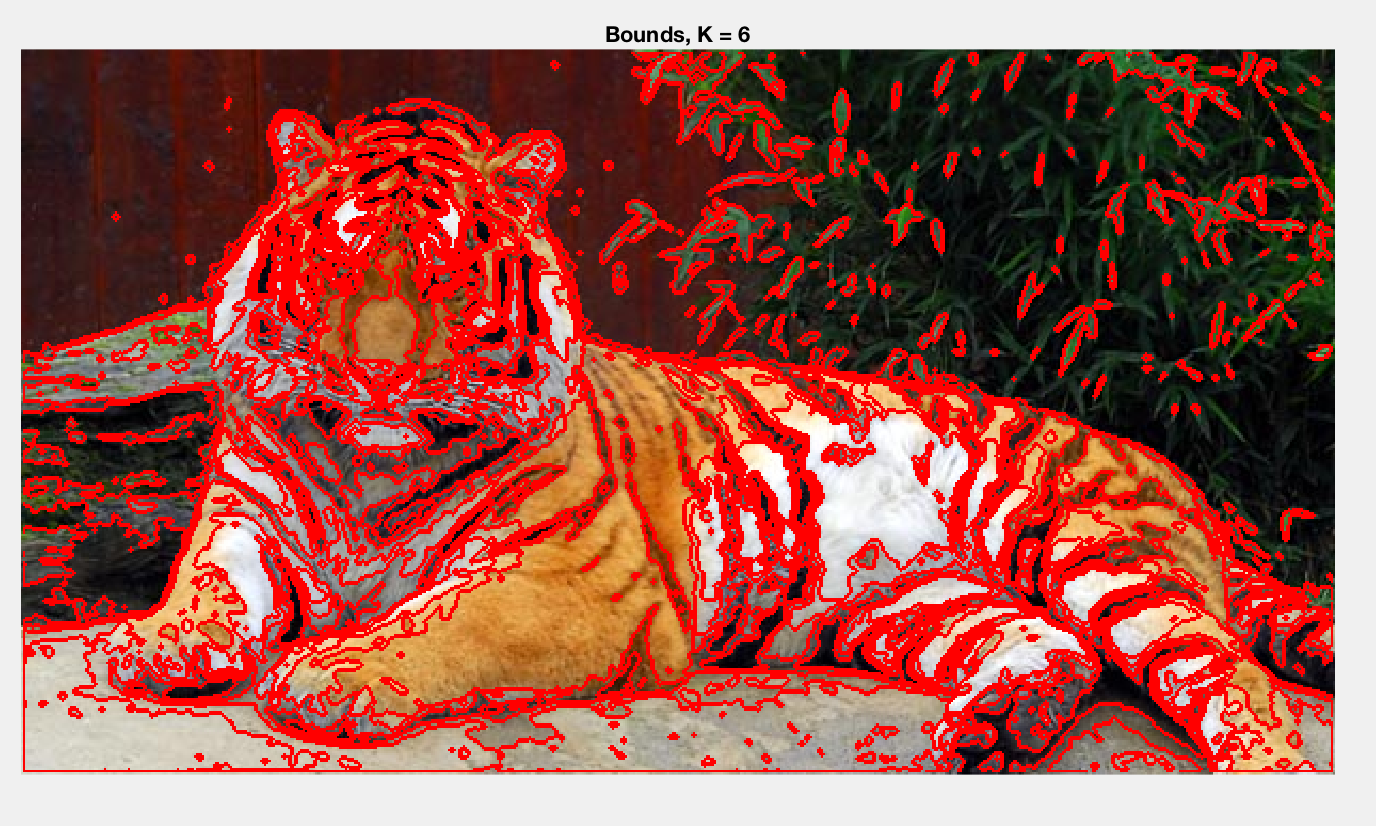 Bounds, K = 6